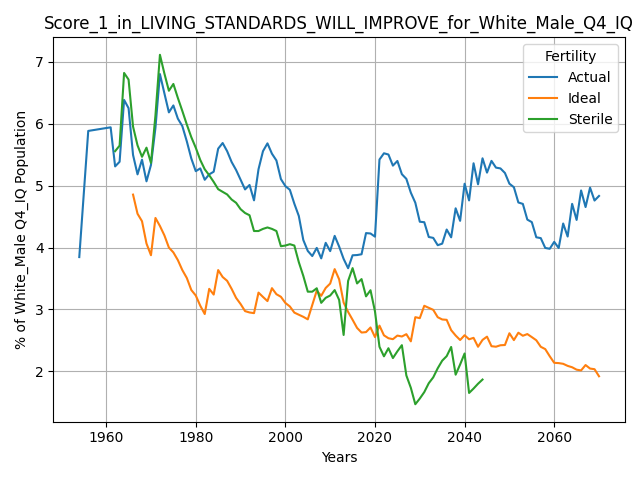 Score_1_in_LIVING_STANDARDS_WILL_IMPROVE_for_White_Male_Q4_IQ
Fertility
Actual
Ideal
Sterile
% of White_Male Q4_IQ Population
7
6
5
4
3
2
1960 1980 2000 2020 2040 2060
Years